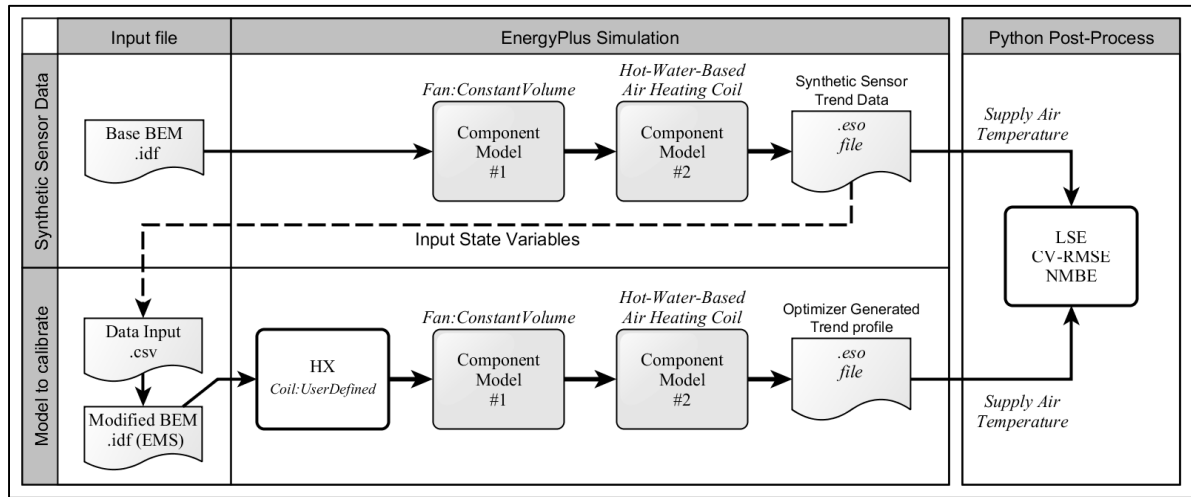 Input file
EnergyPlus Simulation
Python Post-Process
Synthetic Sensor Data
Base BEM
.idf
Fan:ConstantVolume
Component
Model
#1
Hot-Water-Based
Air Heating Coil
Component
Model
#2
Synthetic Sensor
Trend Data
.eso
file
Supply Air
Temperature
Input State Variables
LSE
CV-RMSE
NMBE
Model to calibrate
Data Input
.csv
Modified BEM
.idf (EMS)
HX
Coil:UserDefined
Fan:ConstantVolume
Component
Model
#1
Hot-Water-Based
Air Heating Coil
Component
Model
#2
Optimizer Generated
Trend profile
.eso
file
Supply Air
Temperature